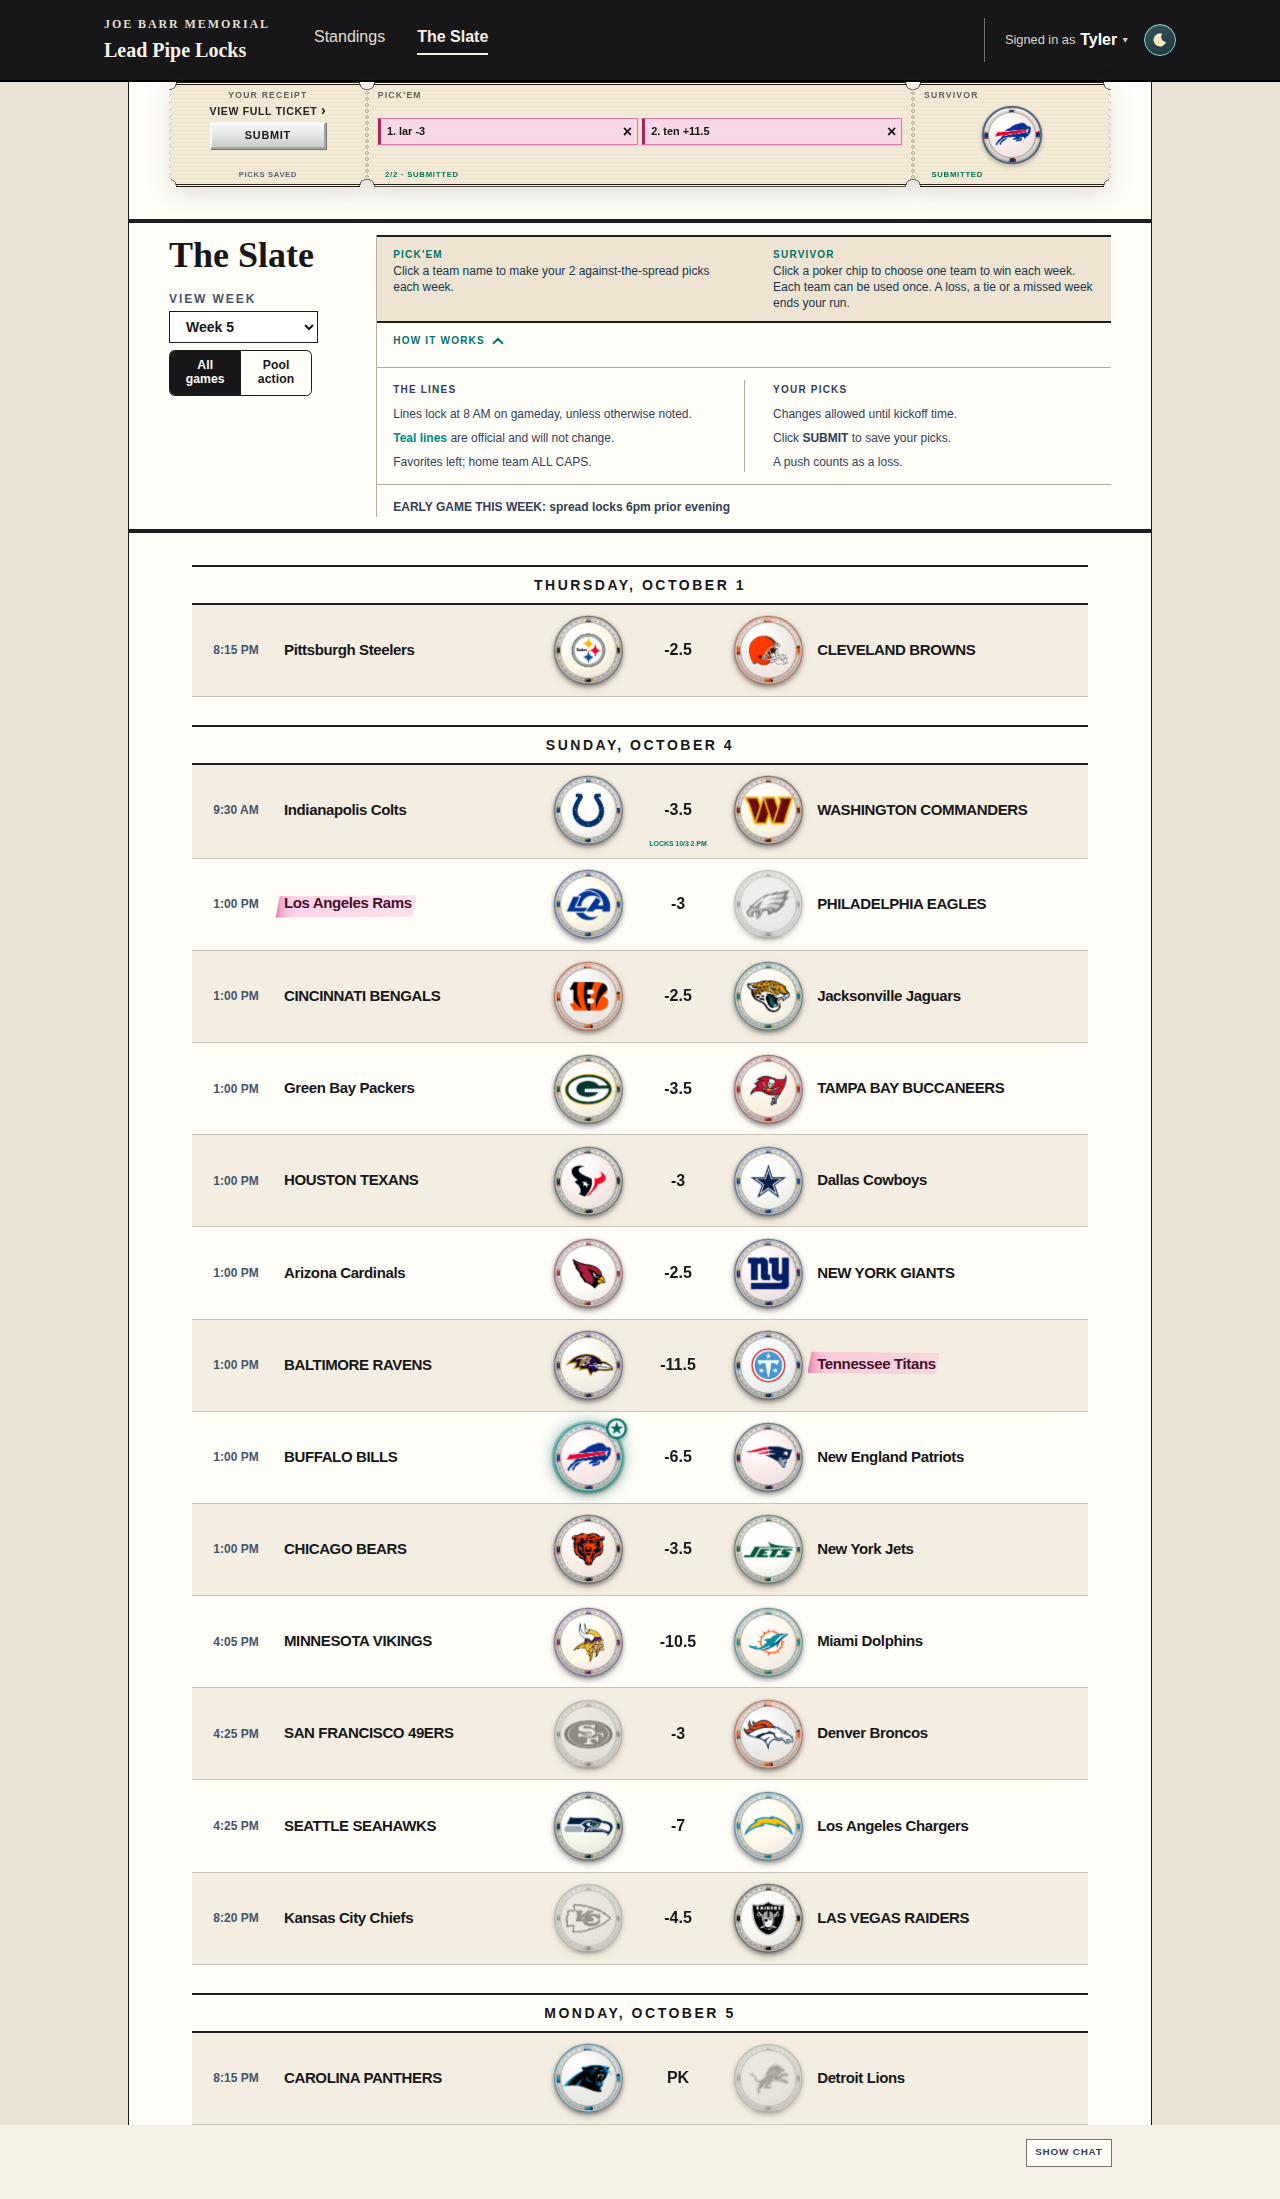 JOE BARR MEMORIAL
Lead Pipe Locks
Standings
The Slate
Signed in as Tyler ▾
YOUR RECEIPT
VIEW FULL TICKET ›
SUBMIT
PICKS SAVED
PICK'EM
1. lar -3 ×
2. ten +11.5 ×
2/2 · SUBMITTED
SURVIVOR
SUBMITTED
The Slate
VIEW WEEK
Week 5
All games
Pool action
PICK'EM
Click a team name to make your 2 against-the-spread picks
each week.
SURVIVOR
Click a poker chip to choose one team to win each week.
Each team can be used once. A loss, a tie or a missed week
ends your run.
HOW IT WORKS
THE LINES
Lines lock at 8 AM on gameday, unless otherwise noted.
Teal lines are official and will not change.
Favorites left; home team ALL CAPS.
YOUR PICKS
Changes allowed until kickoff time.
Click SUBMIT to save your picks.
A push counts as a loss.
EARLY GAME THIS WEEK: spread locks 6pm prior evening
THURSDAY, OCTOBER 1
8:15 PM Pittsburgh Steelers -2.5 CLEVELAND BROWNS
SUNDAY, OCTOBER 4
9:30 AM Indianapolis Colts -3.5 WASHINGTON COMMANDERS
LOCKS 10/3 2 PM
1:00 PM Los Angeles Rams -3 PHILADELPHIA EAGLES
1:00 PM CINCINNATI BENGALS -2.5 Jacksonville Jaguars
1:00 PM Green Bay Packers -3.5 TAMPA BAY BUCCANEERS
1:00 PM HOUSTON TEXANS -3 Dallas Cowboys
1:00 PM Arizona Cardinals -2.5 NEW YORK GIANTS
1:00 PM BALTIMORE RAVENS -11.5 Tennessee Titans
1:00 PM BUFFALO BILLS -6.5 New England Patriots
1:00 PM CHICAGO BEARS -3.5 New York Jets
4:05 PM MINNESOTA VIKINGS -10.5 Miami Dolphins
4:25 PM SAN FRANCISCO 49ERS -3 Denver Broncos
4:25 PM SEATTLE SEAHAWKS -7 Los Angeles Chargers
8:20 PM Kansas City Chiefs -4.5 LAS VEGAS RAIDERS
MONDAY, OCTOBER 5
8:15 PM CAROLINA PANTHERS PK Detroit Lions
SHOW CHAT